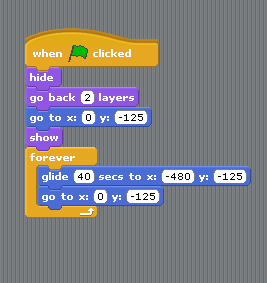 when clicked
hide
go back 2 layers
go to x: 0 y: -125
show
forever
glide 40 secs to x: -480 y: -125
go to x: 0 y: -125